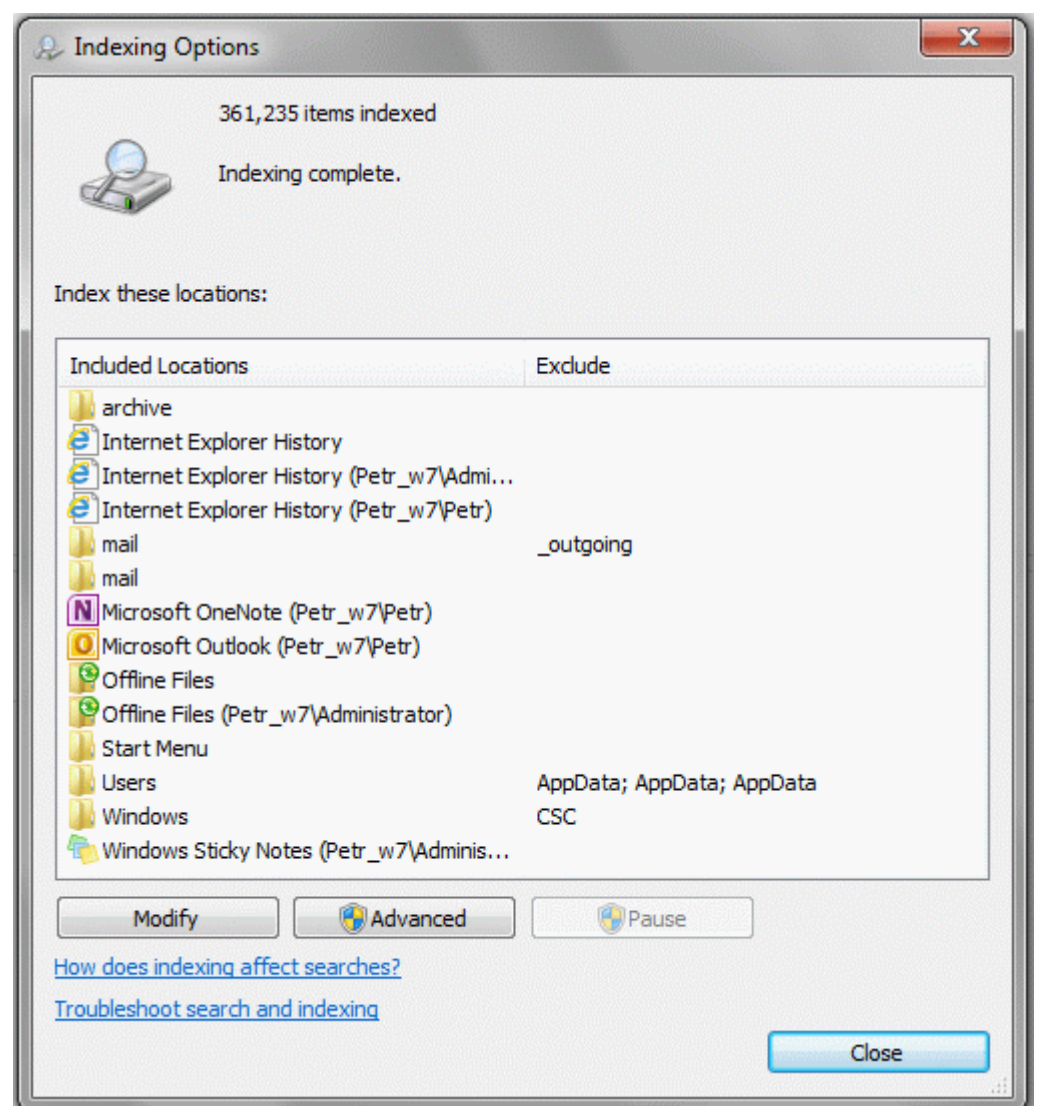 Indexing Options
361,235 items indexed
Indexing complete.
Index these locations:
Included Locations Exclude
archive
Internet Explorer History
Internet Explorer History (Petr_w7\Admi...
Internet Explorer History (Petr_w7\Petr)
mail _outgoing
mail
Microsoft OneNote (Petr_w7\Petr)
Microsoft Outlook (Petr_w7\Petr)
Offline Files
Offline Files (Petr_w7\Administrator)
Start Menu
Users AppData; AppData; AppData
Windows CSC
Windows Sticky Notes (Petr_w7\Adminis...
Modify Advanced Pause
How does indexing affect searches?
Troubleshoot search and indexing
Close